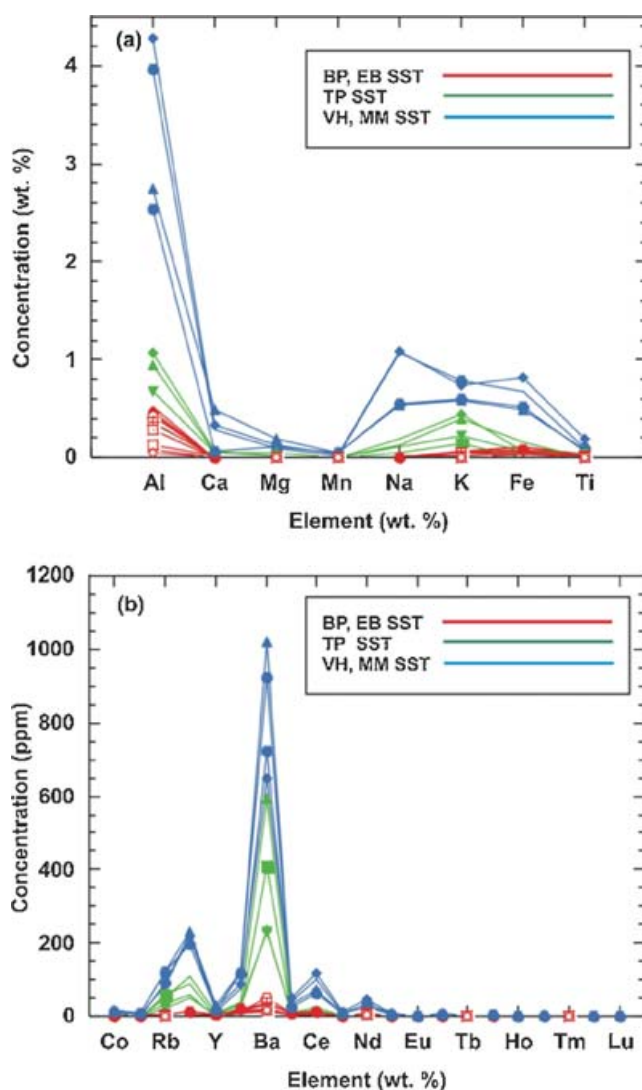 (a)
BP, EB SST
TP SST
VH, MM SST
4
3
2
1
0
Concentration (wt. %)
Al Ca Mg Mn Na K Fe Ti
Element (wt. %)
(b)
BP, EB SST
TP SST
VH, MM SST
1200
1000
800
600
400
200
0
Concentration (ppm)
Co Rb Y Ba Ce Nd Eu Tb Ho Tm Lu
Element (wt. %)